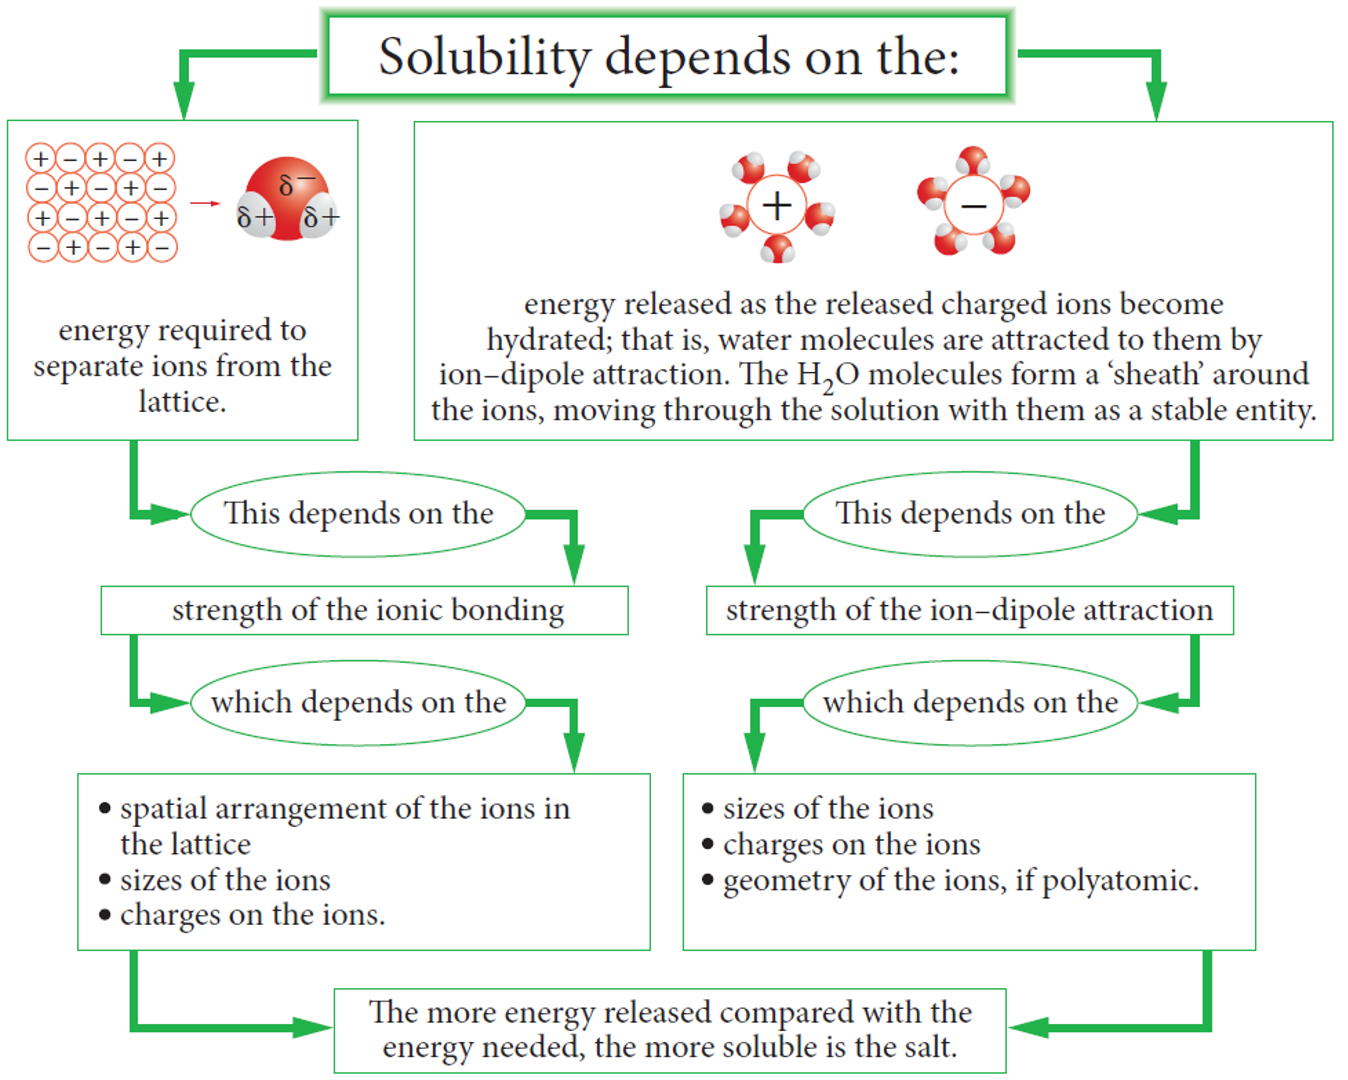 Solubility depends on the:
+ − + − +
− + − + −
+ − + − +
− + − + −
δ−
δ+ δ+
energy required to
separate ions from the
lattice.
+
−
energy released as the released charged ions become
hydrated; that is, water molecules are attracted to them by
ion–dipole attraction. The H₂O molecules form a ‘sheath’ around
the ions, moving through the solution with them as a stable entity.
This depends on the
strength of the ionic bonding
which depends on the
• spatial arrangement of the ions in
the lattice
• sizes of the ions
• charges on the ions.
This depends on the
strength of the ion–dipole attraction
which depends on the
• sizes of the ions
• charges on the ions
• geometry of the ions, if polyatomic.
The more energy released compared with the
energy needed, the more soluble is the salt.